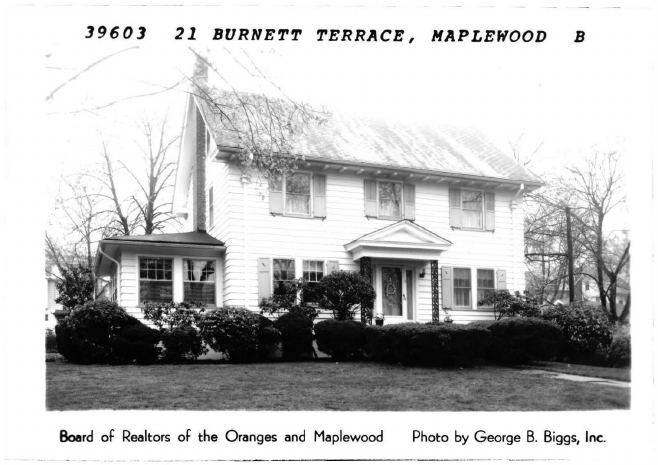 39603 21 BURNETT TERRACE, MAPLEWOOD B
Board of Realtors of the Oranges and Maplewood Photo by George B. Biggs, Inc.